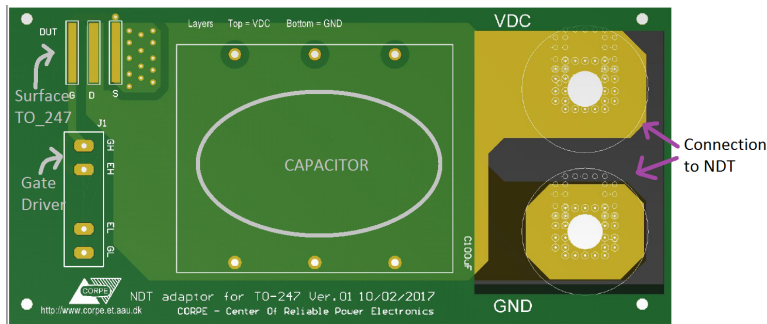 Layers Top = VDC Bottom = GND
VDC
DUT
G D S
Surface
TO_247
J1
GH
EH
Gate
Driver
EL
GL
CAPACITOR
Connection
to NDT
C100uF
CORPE
NDT adaptor for TO-247 Ver.01 10/02/2017
http://www.corpe.et.aau.dk
CORPE - Center Of Reliable Power Electronics
GND